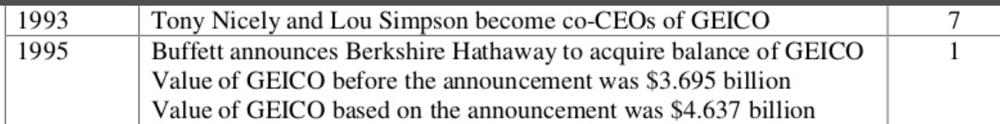 1993 Tony Nicely and Lou Simpson become co-CEOs of GEICO 7
1995 Buffett announces Berkshire Hathaway to acquire balance of GEICO 1
Value of GEICO before the announcement was $3.695 billion
Value of GEICO based on the announcement was $4.637 billion